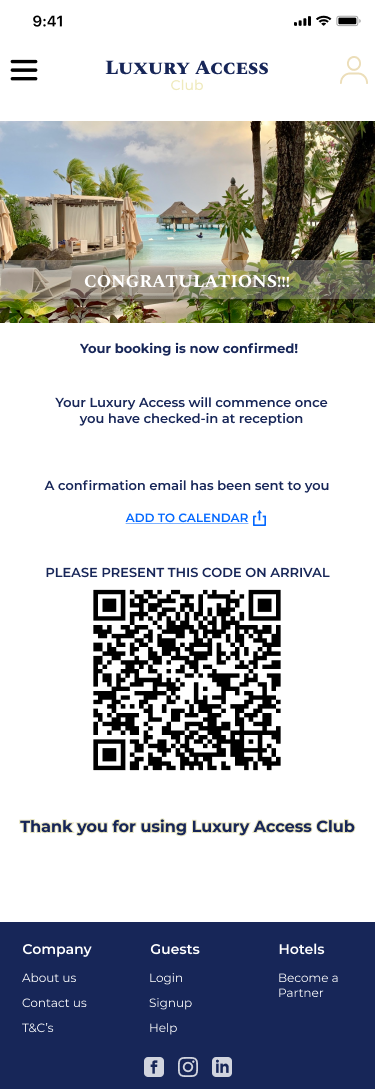 9:41
LUXURY ACCESS
Club
CONGRATULATIONS!!!
Your booking is now confirmed!
Your Luxury Access will commence once
you have checked-in at reception
A confirmation email has been sent to you
ADD TO CALENDAR
PLEASE PRESENT THIS CODE ON ARRIVAL
Thank you for using Luxury Access Club
Company
About us
Contact us
T&C's
Guests
Login
Signup
Help
Hotels
Become a
Partner